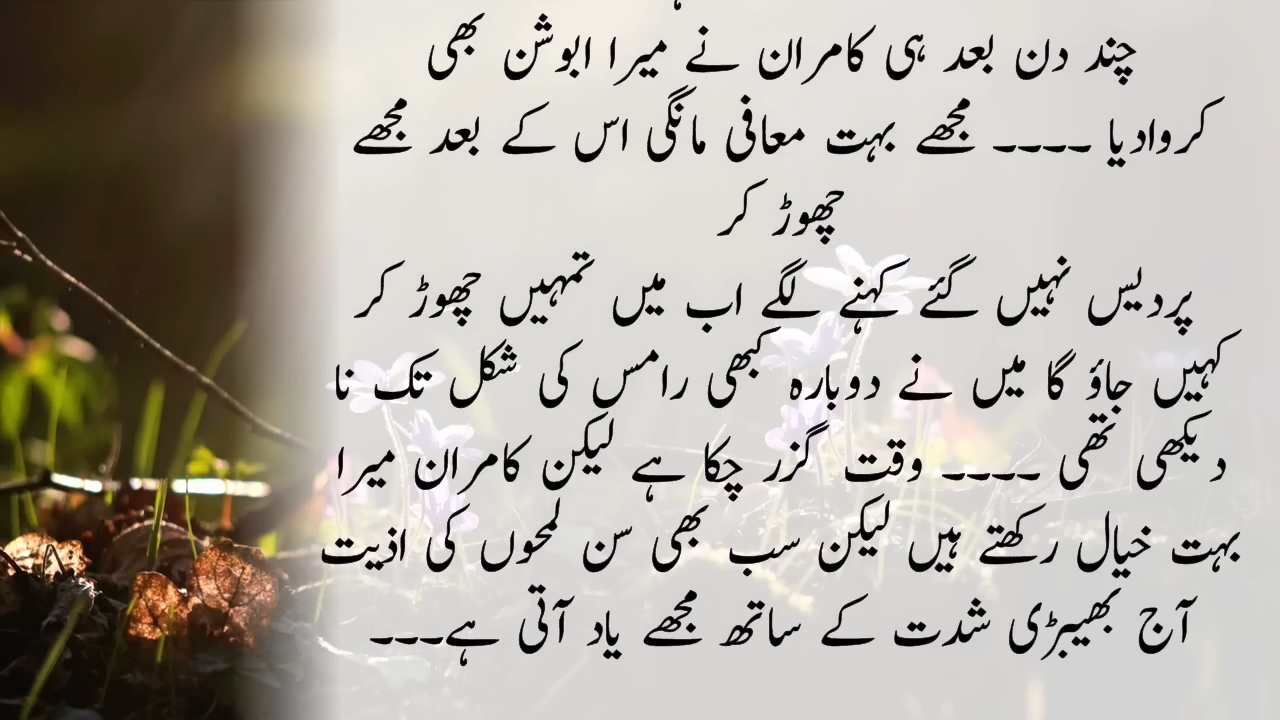 چند دن بعد ہی کامران نے میرا ابوشن بھی
کروادیا ۔۔۔۔ مجھے بہت معافی مانگی اس کے بعد مجھے
چھوڑ کر
پردیس نہیں گئے کہنے لگے اب میں تمہیں چھوڑ کر
کہیں جاؤ گا میں نے دوبارہ کبھی رامس کی شکل تک نا
دیکھی تھی ۔۔۔۔ وقت گزر چکا ہے لیکن کامران میرا
بہت خیال رکھتے ہیں لیکن سب بھی سن لمحوں کی اذیت
آج بھیبڑی شدت کے ساتھ مجھے یاد آتی ہے۔۔۔